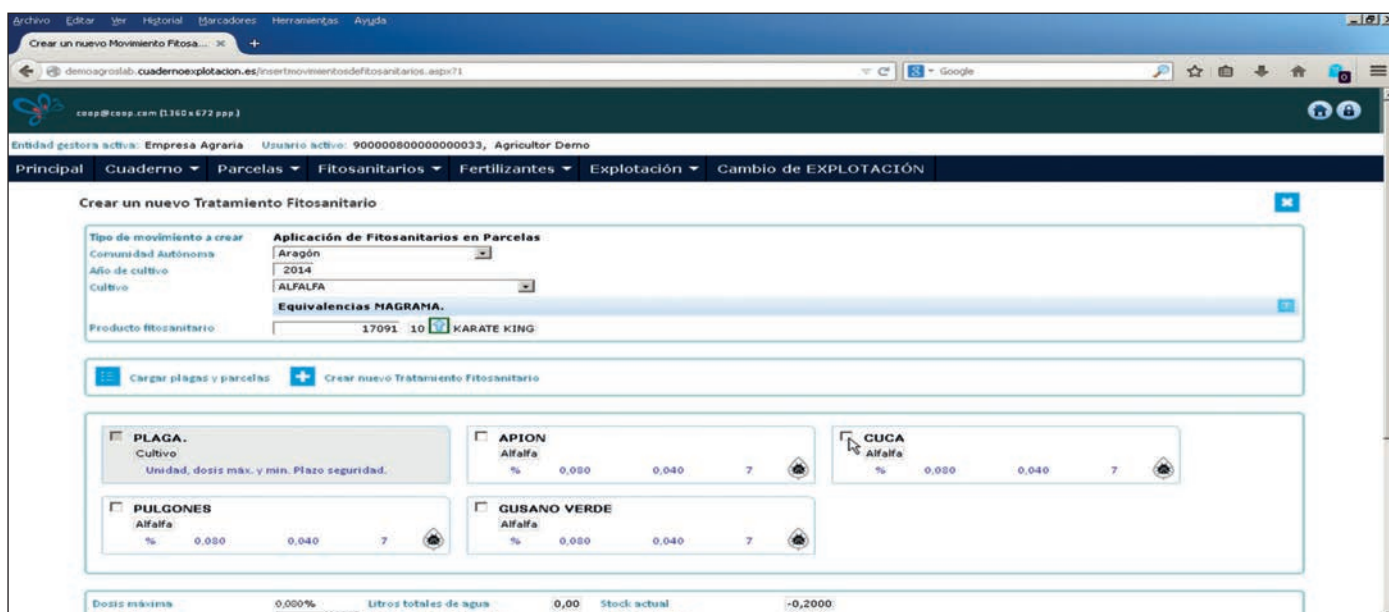 Archivo Editar Ver Historial Marcadores Herramientas Ayuda
Crear un nuevo Movimiento Fitosa... × +
demoagroslab.cuadernoexplotacion.es/insertmovimientosdefitosanitarios.aspx?1 Google
coop@coop.com (1360 x 672 ppp.)
Entidad gestora activa: Empresa Agraria Usuario activo: 900000800000000033, Agricultor Demo
Principal Cuaderno Parcelas Fitosanitarios Fertilizantes Explotación Cambio de EXPLOTACIÓN
Crear un nuevo Tratamiento Fitosanitario
Tipo de movimiento a crear Aplicación de Fitosanitarios en Parcelas
Comunidad Autónoma Aragón
Año de cultivo 2014
Cultivo ALFALFA
Equivalencias MAGRAMA.
Producto fitosanitario 17091 10 KARATE KING
Cargar plagas y parcelas Crear nuevo Tratamiento Fitosanitario
PLAGA. APION CUCA
Cultivo Alfalfa Alfalfa
Unidad, dosis máx. y min. Plazo seguridad. % 0,080 0,040 7 % 0,080 0,040 7
PULGONES GUSANO VERDE
Alfalfa Alfalfa
% 0,080 0,040 7 % 0,080 0,040 7
Dosis máxima 0,080% Litros totales de agua 0,00 Stock actual -0,2000